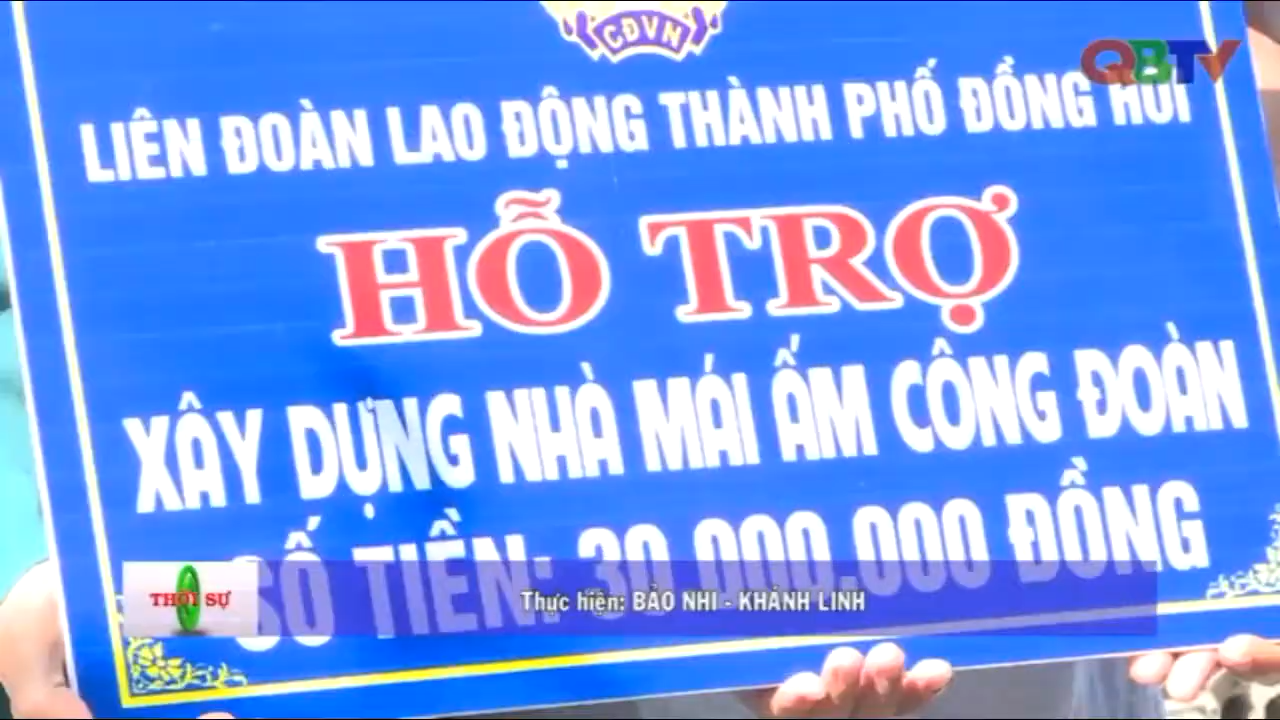 CĐVN
QBTV
LIÊN ĐOÀN LAO ĐỘNG THÀNH PHỐ ĐỒNG HỚI
HỖ TRỢ
XÂY DỰNG NHÀ MÁI ẤM CÔNG ĐOÀN
SỐ TIỀN: 30.000.000 ĐỒNG
THỜI SỰ
Thực hiện: BẢO NHI - KHÁNH LINH